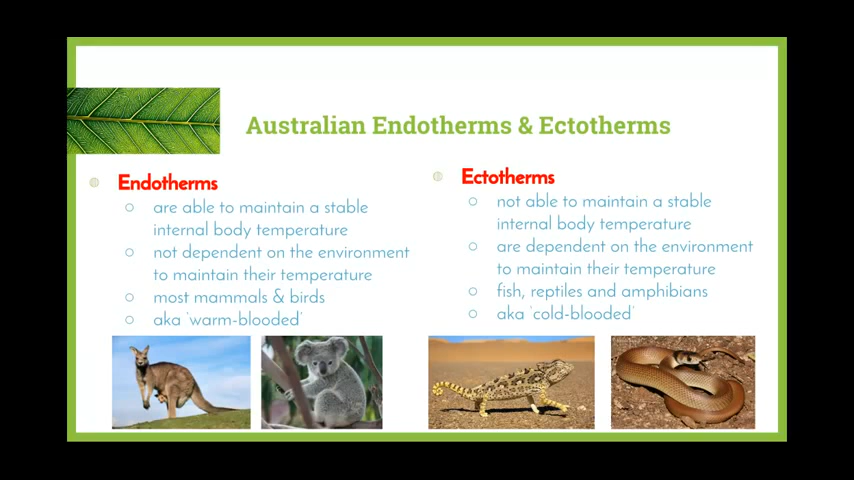 Australian Endotherms & Ectotherms
Endotherms
are able to maintain a stable
internal body temperature
not dependent on the environment
to maintain their temperature
most mammals & birds
aka 'warm-blooded'
Ectotherms
not able to maintain a stable
internal body temperature
are dependent on the environment
to maintain their temperature
fish, reptiles and amphibians
aka 'cold-blooded'